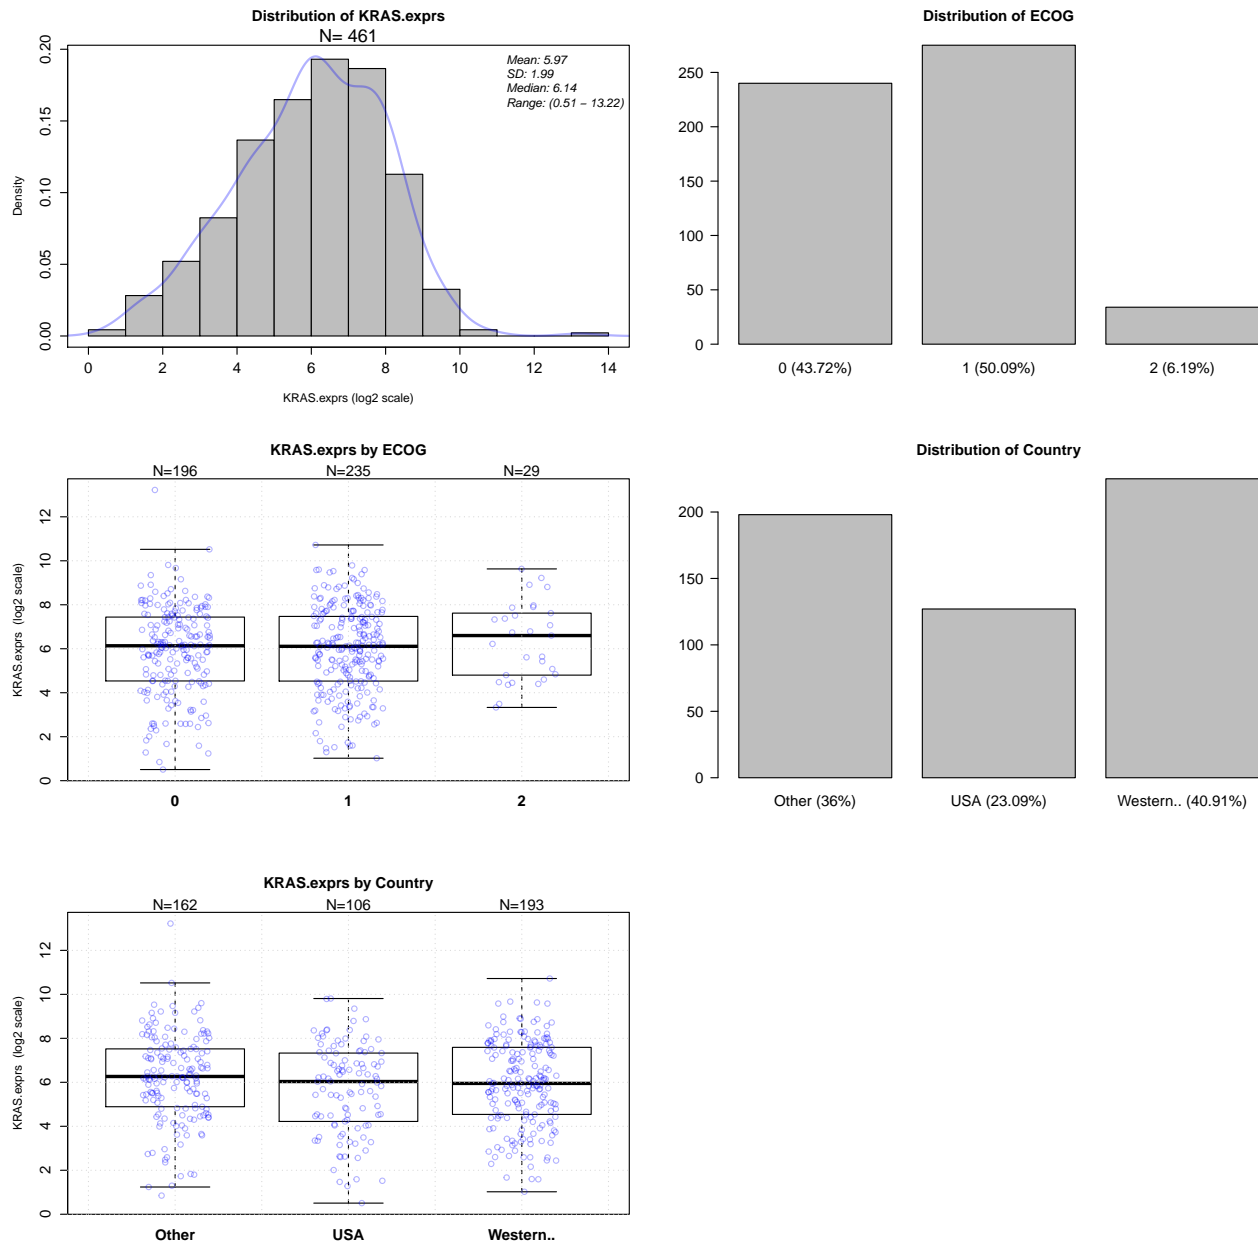 Distribution of KRAS.exprs
N= 461
Mean: 5.97
SD: 1.99
Median: 6.14
Range: (0.51 − 13.22)
Density
0.00
0.05
0.10
0.15
0.20
0 2 4 6 8 10 12 14
KRAS.exprs (log2 scale)
Distribution of ECOG
0
50
100
150
200
250
0 (43.72%) 1 (50.09%) 2 (6.19%)
KRAS.exprs by ECOG
N=196 N=235 N=29
KRAS.exprs (log2 scale)
0
2
4
6
8
10
12
0 1 2
Distribution of Country
0
50
100
150
200
Other (36%) USA (23.09%) Western.. (40.91%)
KRAS.exprs by Country
N=162 N=106 N=193
KRAS.exprs (log2 scale)
0
2
4
6
8
10
12
Other USA Western..